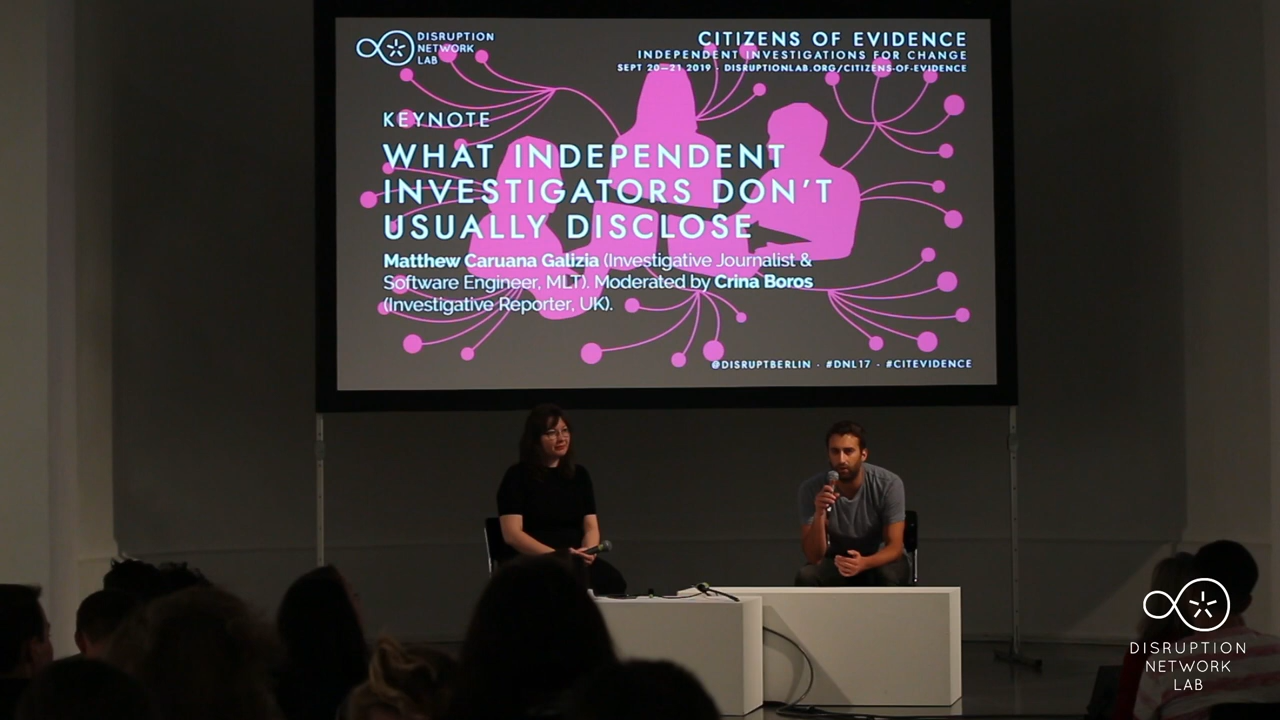 DISRUPTION
NETWORK
LAB
CITIZENS OF EVIDENCE
INDEPENDENT INVESTIGATIONS FOR CHANGE
SEPT 20—21 2019 · DISRUPTIONLAB.ORG/CITIZENS-OF-EVIDENCE
KEYNOTE
WHAT INDEPENDENT
INVESTIGATORS DON'T
USUALLY DISCLOSE
Matthew Caruana Galizia (Investigative Journalist &
Software Engineer, MLT). Moderated by Crina Boros
(Investigative Reporter, UK).
@DISRUPTBERLIN · #DNL17 · #CITEVIDENCE
DISRUPTION
NETWORK
LAB